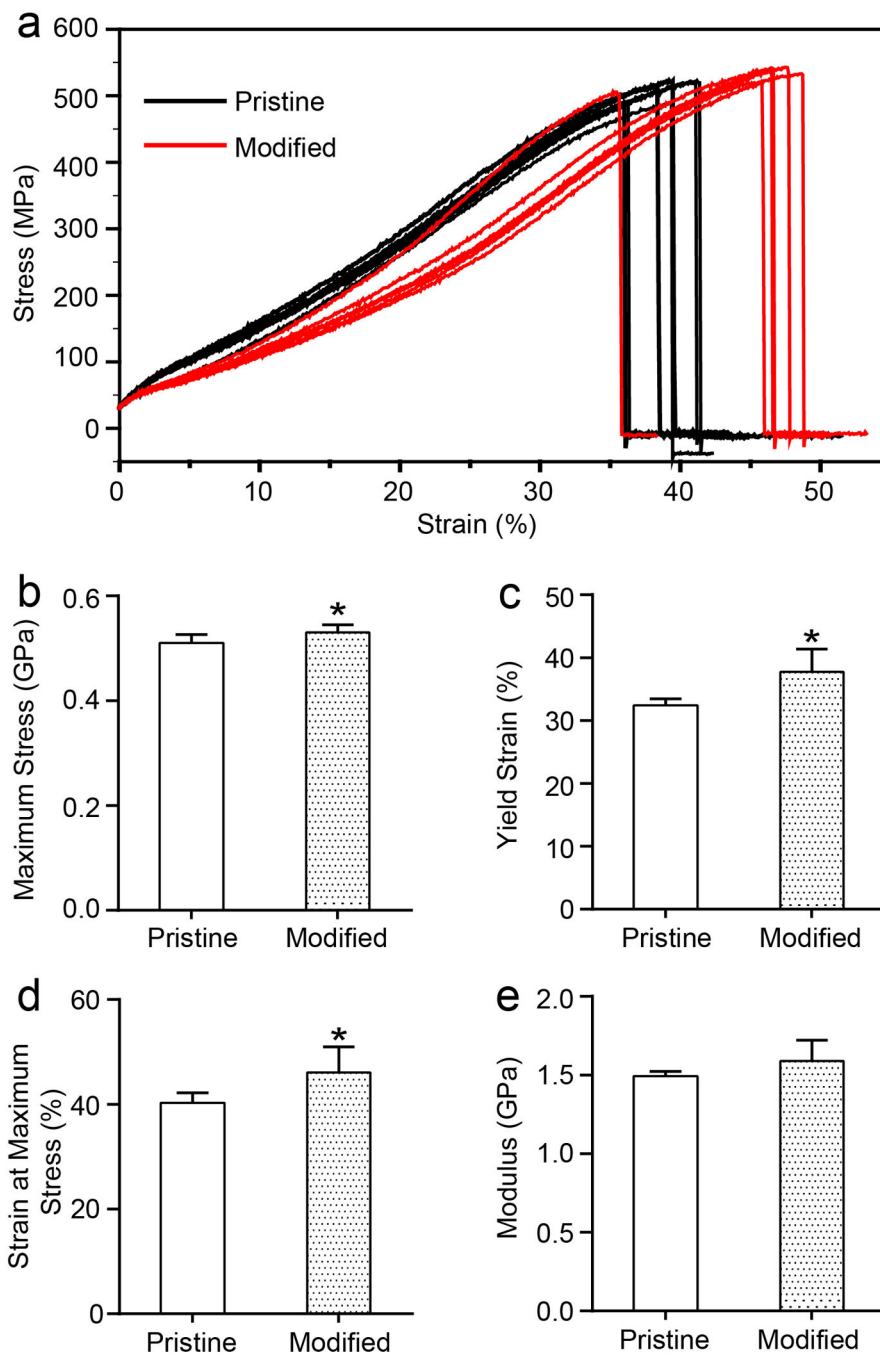 a
600
500
400
300
200
100
0
Stress (MPa)
Pristine
Modified
0 10 20 30 40 50
Strain (%)
b
0.6
0.4
0.2
0.0
Maximum Stress (GPa)
*
Pristine Modified
c
50
40
30
20
10
0
Yield Strain (%)
*
Pristine Modified
d
60
40
20
0
Strain at Maximum
Stress (%)
*
Pristine Modified
e
2.0
1.5
1.0
0.5
0.0
Modulus (GPa)
Pristine Modified